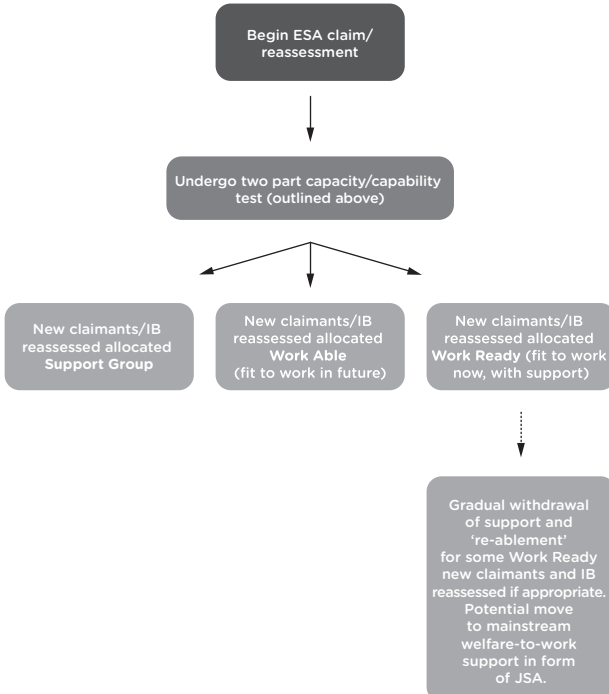 Begin ESA claim/
reassessment
Undergo two part capacity/capability
test (outlined above)
New claimants/IB
reassessed allocated
Support Group
New claimants/IB
reassessed allocated
Work Able
(fit to work in future)
New claimants/IB
reassessed allocated
Work Ready (fit to work
now, with support)
Gradual withdrawal
of support and
‘re-ablement’
for some Work Ready
new claimants and IB
reassessed if appropriate.
Potential move
to mainstream
welfare-to-work
support in form
of JSA.